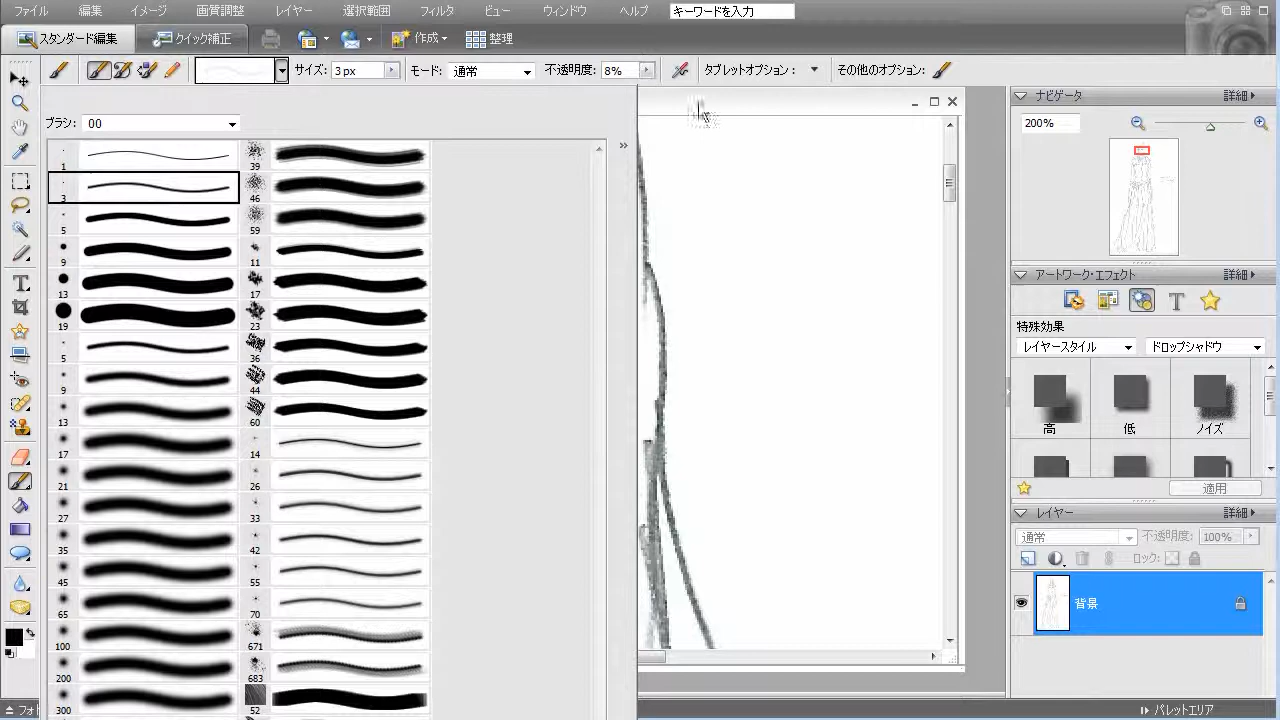 ファイル 編集 イメージ 画質調整 レイヤー 選択範囲 フィルタ ビュー ウィンドウ ヘルプ キーワードを入力
スタンダード編集 クイック補正 作成 整理
サイズ: 3 px モード: 通常 不透明度: 8% タブレットオプション: その他のオプション:
ブラシ: 00
1
3
5
9
13
19
5
9
13
17
21
27
35
45
65
100
200
300
39
46
59
11
17
23
36
44
60
14
26
33
42
55
70
671
683
52
ナビゲータ 詳細
200%
アートワーク・エフェクト 詳細
特殊効果
レイヤースタイル ドロップシャドウ
高 低 ノイズ
適用
レイヤー 詳細
通常 不透明度: 100%
ロック:
背景
フォ
パレットエリア